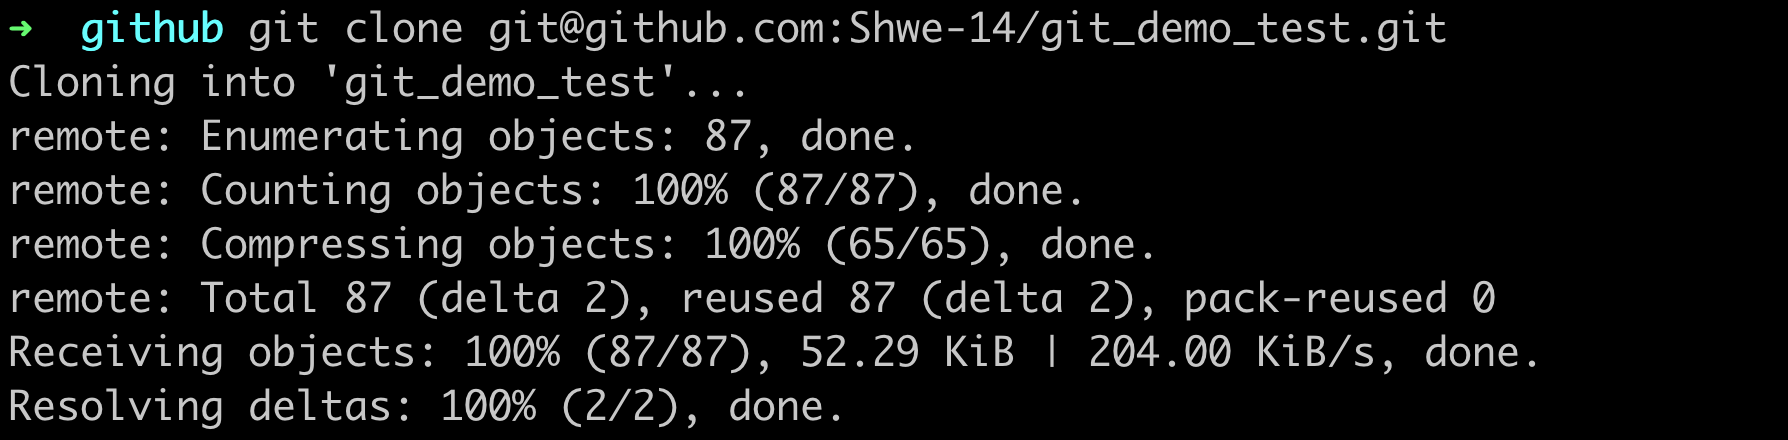 ➜  github git clone git@github.com:Shwe-14/git_demo_test.git
Cloning into 'git_demo_test'...
remote: Enumerating objects: 87, done.
remote: Counting objects: 100% (87/87), done.
remote: Compressing objects: 100% (65/65), done.
remote: Total 87 (delta 2), reused 87 (delta 2), pack-reused 0
Receiving objects: 100% (87/87), 52.29 KiB | 204.00 KiB/s, done.
Resolving deltas: 100% (2/2), done.